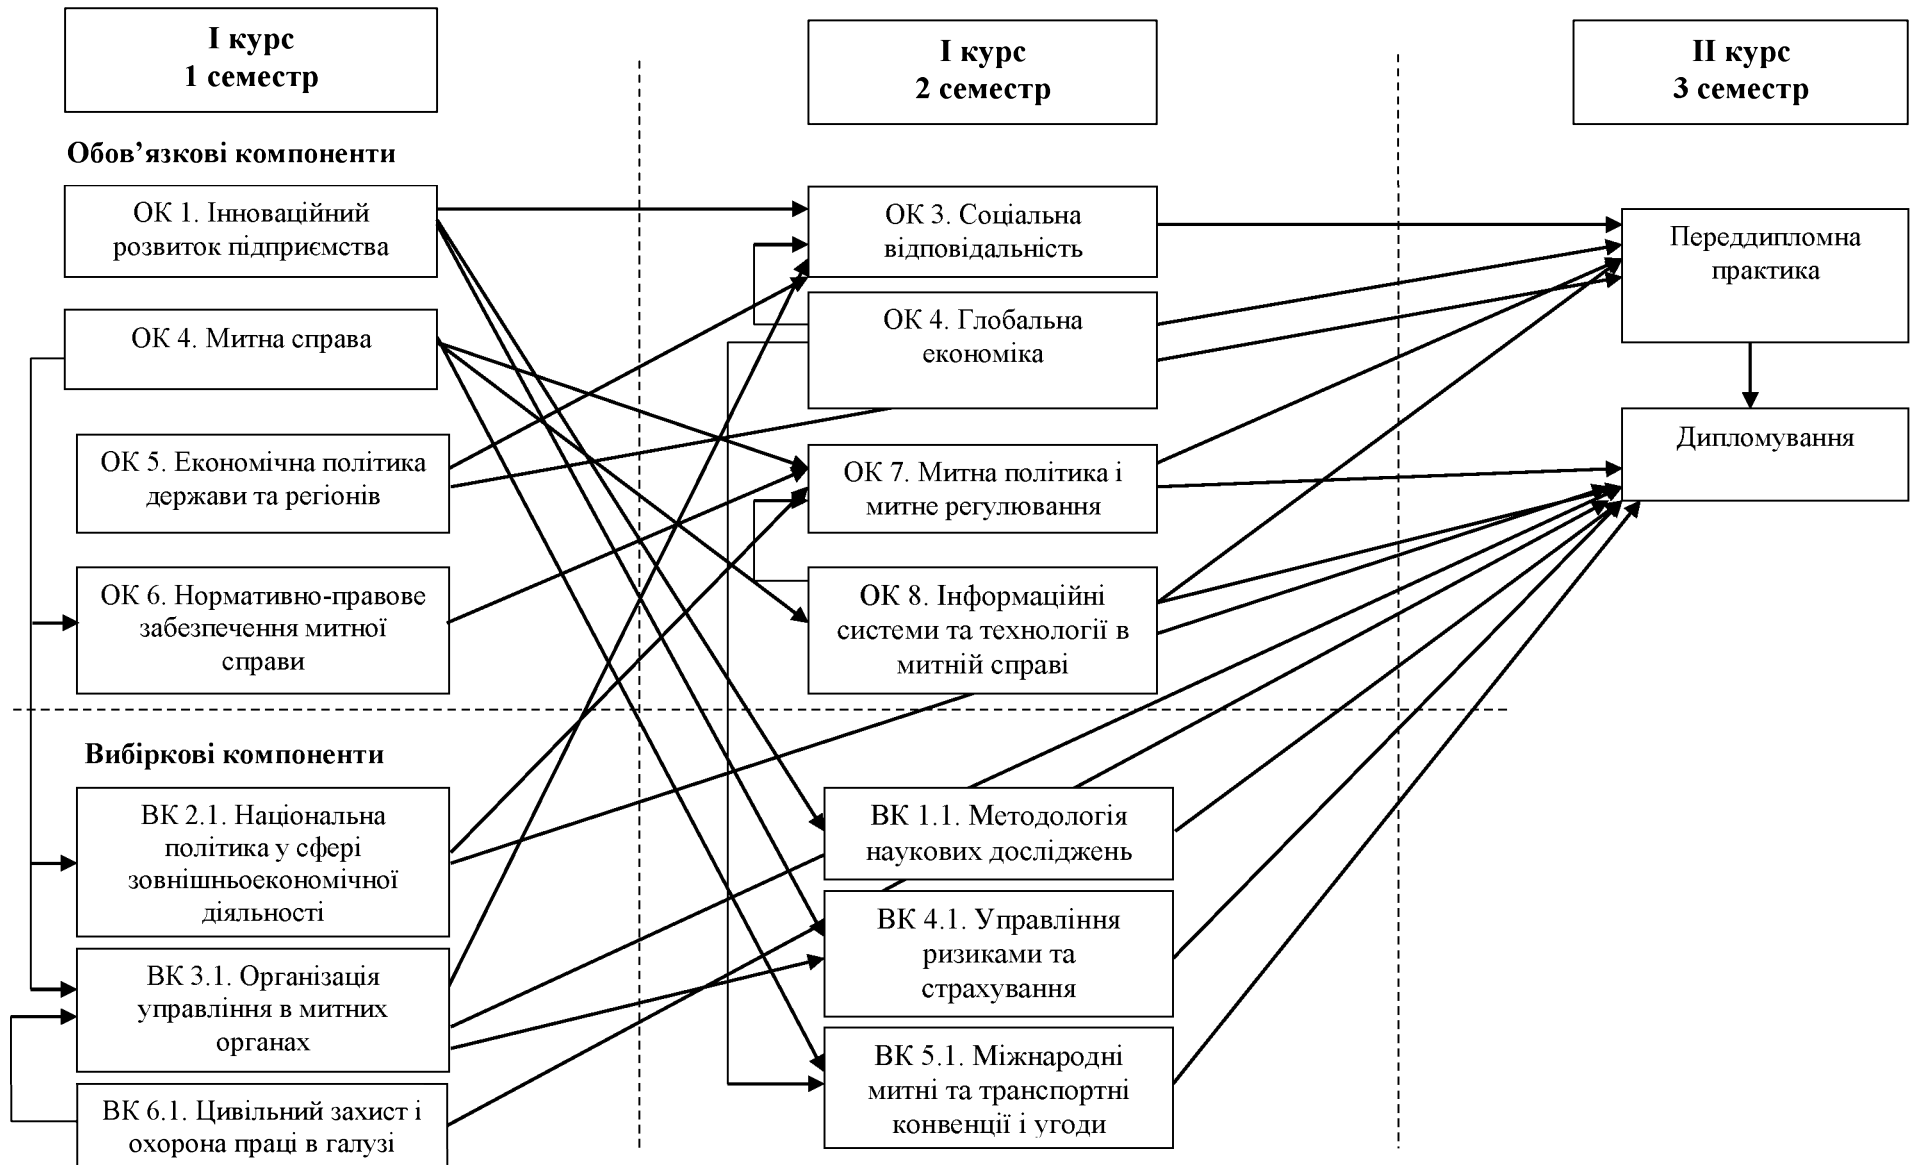 І курс
1 семестр
І курс
2 семестр
ІІ курс
3 семестр
Обов’язкові компоненти
ОК 1. Інноваційний
розвиток підприємства
ОК 4. Митна справа
ОК 5. Економічна політика
держави та регіонів
ОК 6. Нормативно-правове
забезпечення митної
справи
ОК 3. Соціальна
відповідальність
ОК 4. Глобальна
економіка
ОК 7. Митна політика і
митне регулювання
ОК 8. Інформаційні
системи та технології в
митній справі
Переддипломна
практика
Дипломування
Вибіркові компоненти
ВК 2.1. Національна
політика у сфері
зовнішньоекономічної
діяльності
ВК 3.1. Організація
управління в митних
органах
ВК 6.1. Цивільний захист і
охорона праці в галузі
ВК 1.1. Методологія
наукових досліджень
ВК 4.1. Управління
ризиками та
страхування
ВК 5.1. Міжнародні
митні та транспортні
конвенції і угоди